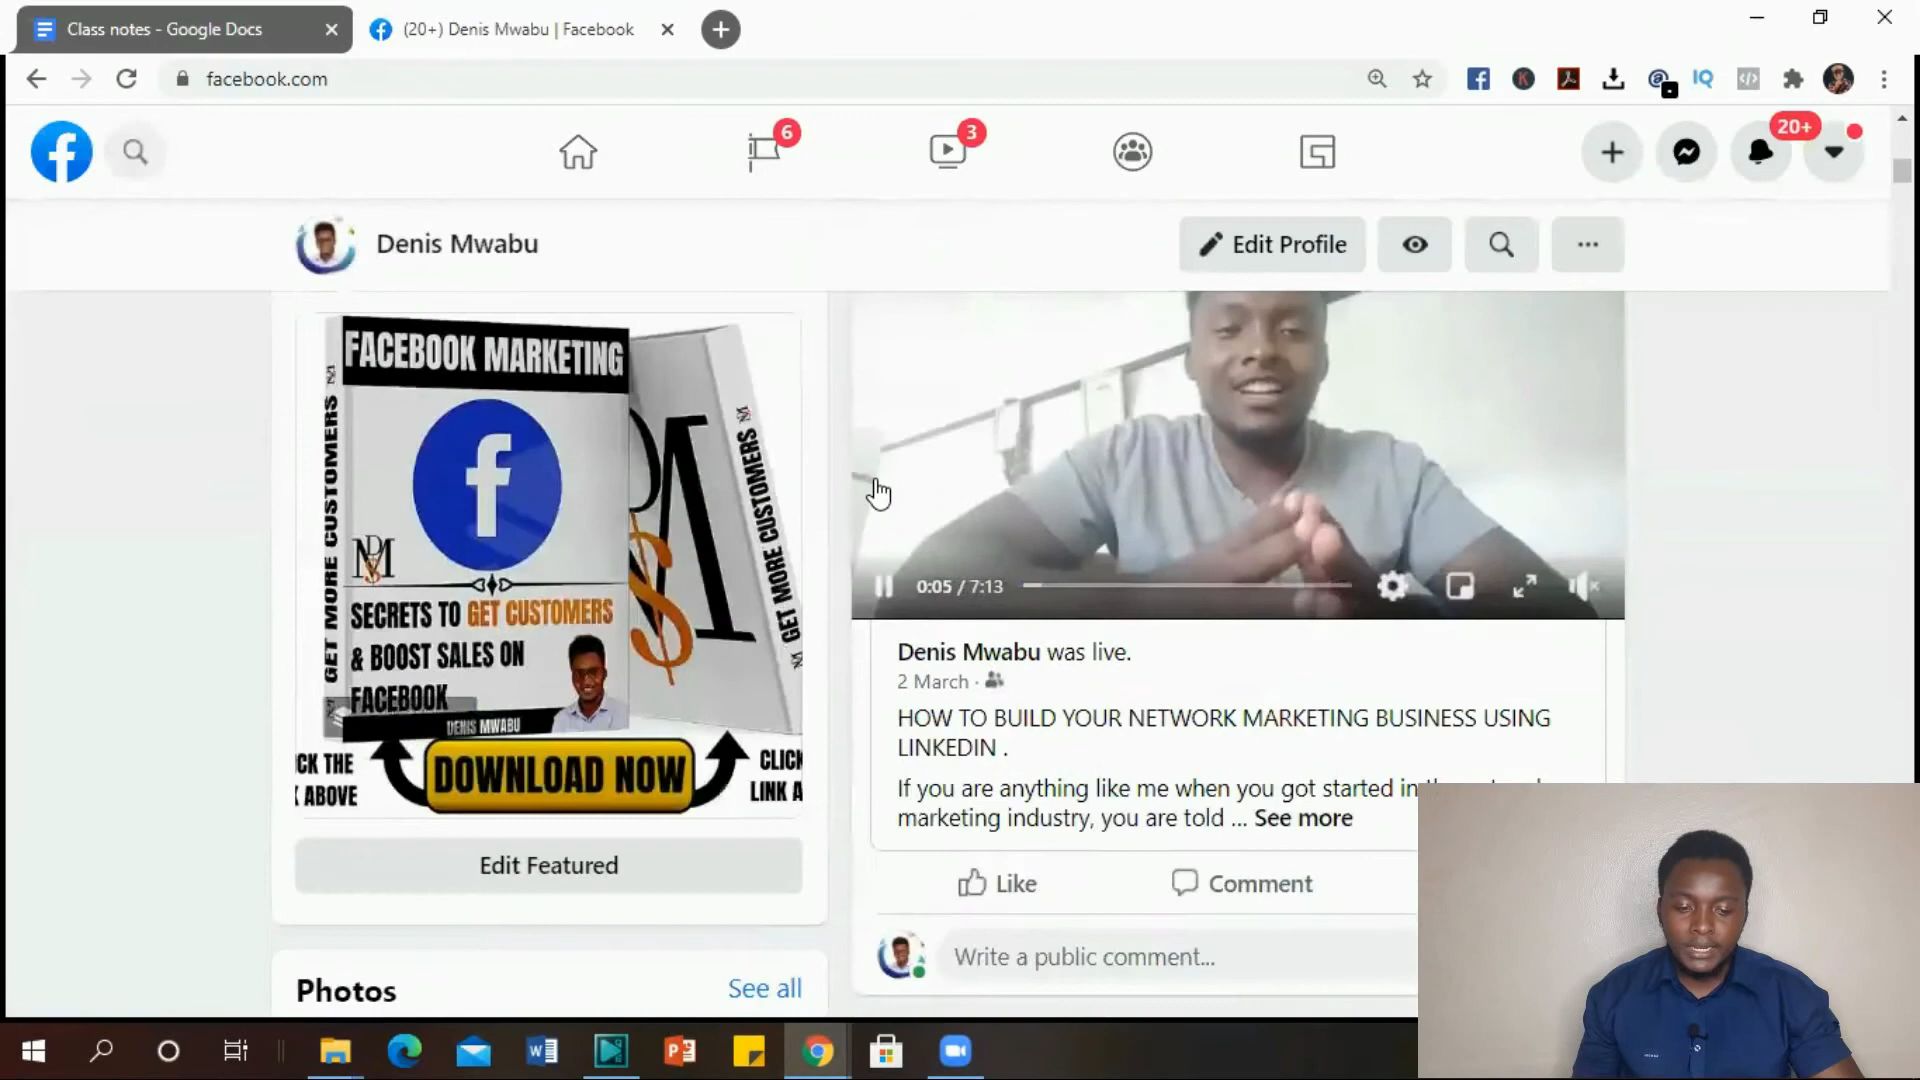 Class notes - Google Docs
(20+) Denis Mwabu | Facebook
facebook.com
IQ
6
3
20+
Denis Mwabu
Edit Profile
FACEBOOK MARKETING
GET MORE CUSTOMERS
GET MORE CUSTOMERS
SECRETS TO GET CUSTOMERS
& BOOST SALES ON
FACEBOOK
DENIS MWABU
CK THE
ABOVE
DOWNLOAD NOW
CLICK
LINK A
Edit Featured
Photos
See all
0:05 / 7:13
Denis Mwabu was live.
2 March ·
HOW TO BUILD YOUR NETWORK MARKETING BUSINESS USING
LINKEDIN .
If you are anything like me when you got started in
marketing industry, you are told ... See more
Like
Comment
Write a public comment...